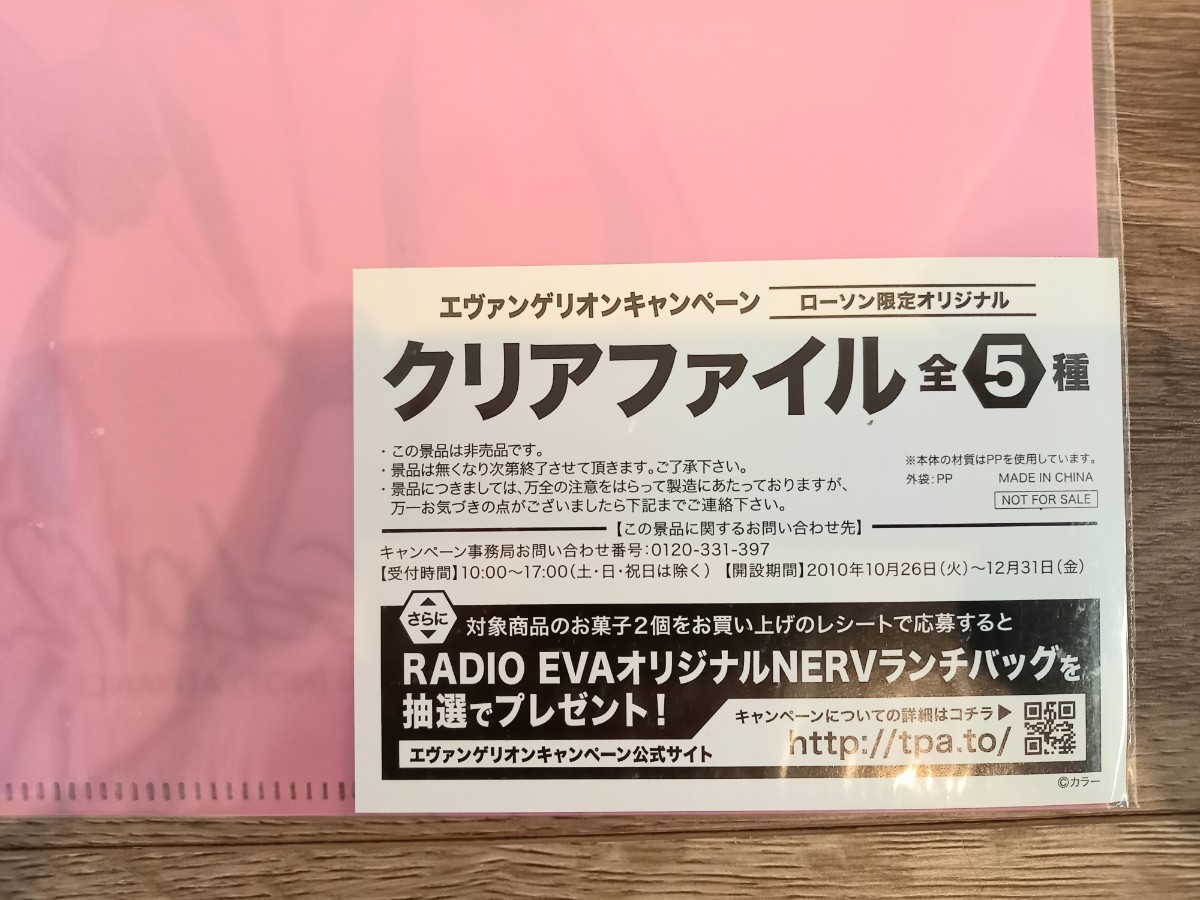 エヴァンゲリオンキャンペーン ローソン限定オリジナル
クリアファイル 全5種
・この景品は非売品です。
・景品は無くなり次第終了させて頂きます。ご了承下さい。
・景品につきましては、万全の注意をはらって製造にあたっておりますが、
万一お気づきの点がございましたら下記までご連絡下さい。
※本体の材質はPPを使用しています。
外袋:PP MADE IN CHINA
NOT FOR SALE
【この景品に関するお問い合わせ先】
キャンペーン事務局お問い合わせ番号:0120-331-397
【受付時間】10:00〜17:00(土・日・祝日は除く) 【開設期間】2010年10月26日(火)〜12月31日(金)
さらに
対象商品のお菓子2個をお買い上げのレシートで応募すると
RADIO EVAオリジナルNERVランチバッグを
抽選でプレゼント!
キャンペーンについての詳細はコチラ▶
http://tpa.to/
エヴァンゲリオンキャンペーン公式サイト
©カラー